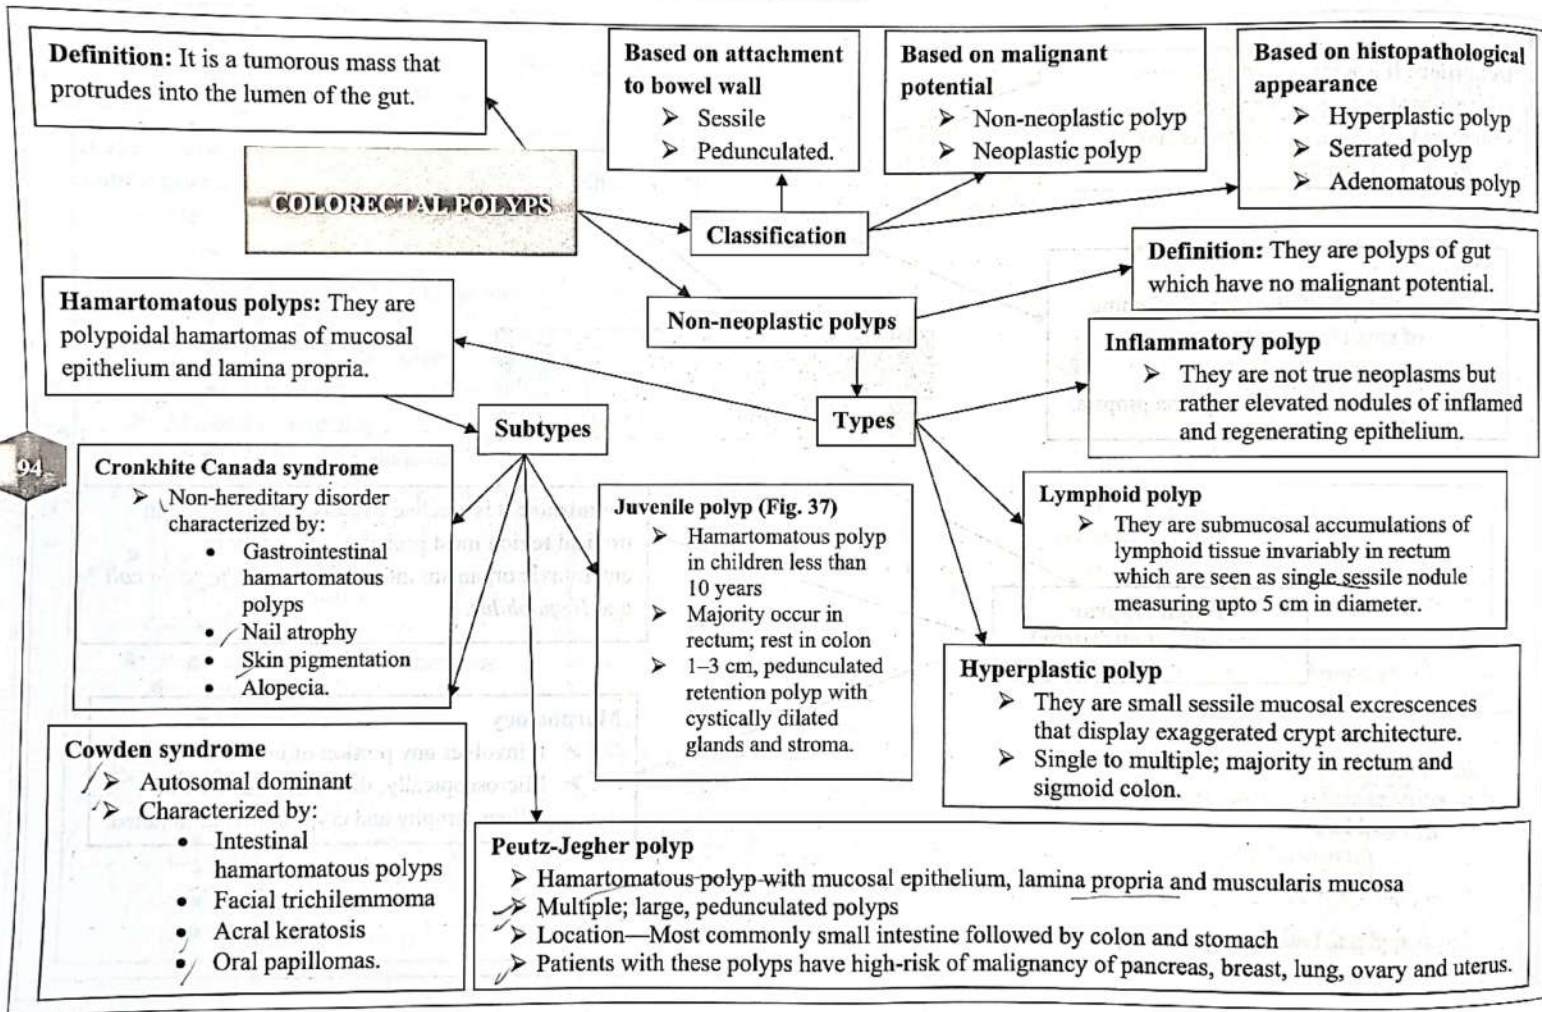 Definition: It is a tumorous mass that
protrudes into the lumen of the gut.
Based on attachment
to bowel wall
➢ Sessile
➢ Pedunculated.
Based on malignant
potential
➢ Non-neoplastic polyp
➢ Neoplastic polyp
Based on histopathological
appearance
➢ Hyperplastic polyp
➢ Serrated polyp
➢ Adenomatous polyp
COLORECTAL POLYPS
Classification
Definition: They are polyps of gut
which have no malignant potential.
Hamartomatous polyps: They are
polypoidal hamartomas of mucosal
epithelium and lamina propria.
Non-neoplastic polyps
Inflammatory polyp
➢ They are not true neoplasms but
rather elevated nodules of inflamed
and regenerating epithelium.
Types
Subtypes
94
Cronkhite Canada syndrome
➢ Non-hereditary disorder
characterized by:
• Gastrointestinal
hamartomatous
polyps
• Nail atrophy
• Skin pigmentation
• Alopecia.
Juvenile polyp (Fig. 37)
➢ Hamartomatous polyp
in children less than
10 years
➢ Majority occur in
rectum; rest in colon
➢ 1–3 cm, pedunculated
retention polyp with
cystically dilated
glands and stroma.
Lymphoid polyp
➢ They are submucosal accumulations of
lymphoid tissue invariably in rectum
which are seen as single sessile nodule
measuring upto 5 cm in diameter.
Hyperplastic polyp
➢ They are small sessile mucosal excrescences
that display exaggerated crypt architecture.
➢ Single to multiple; majority in rectum and
sigmoid colon.
Cowden syndrome
➢ Autosomal dominant
➢ Characterized by:
• Intestinal
hamartomatous polyps
• Facial trichilemmoma
• Acral keratosis
• Oral papillomas.
Peutz-Jegher polyp
➢ Hamartomatous polyp with mucosal epithelium, lamina propria and muscularis mucosa
➢ Multiple; large, pedunculated polyps
➢ Location—Most commonly small intestine followed by colon and stomach
➢ Patients with these polyps have high-risk of malignancy of pancreas, breast, lung, ovary and uterus.